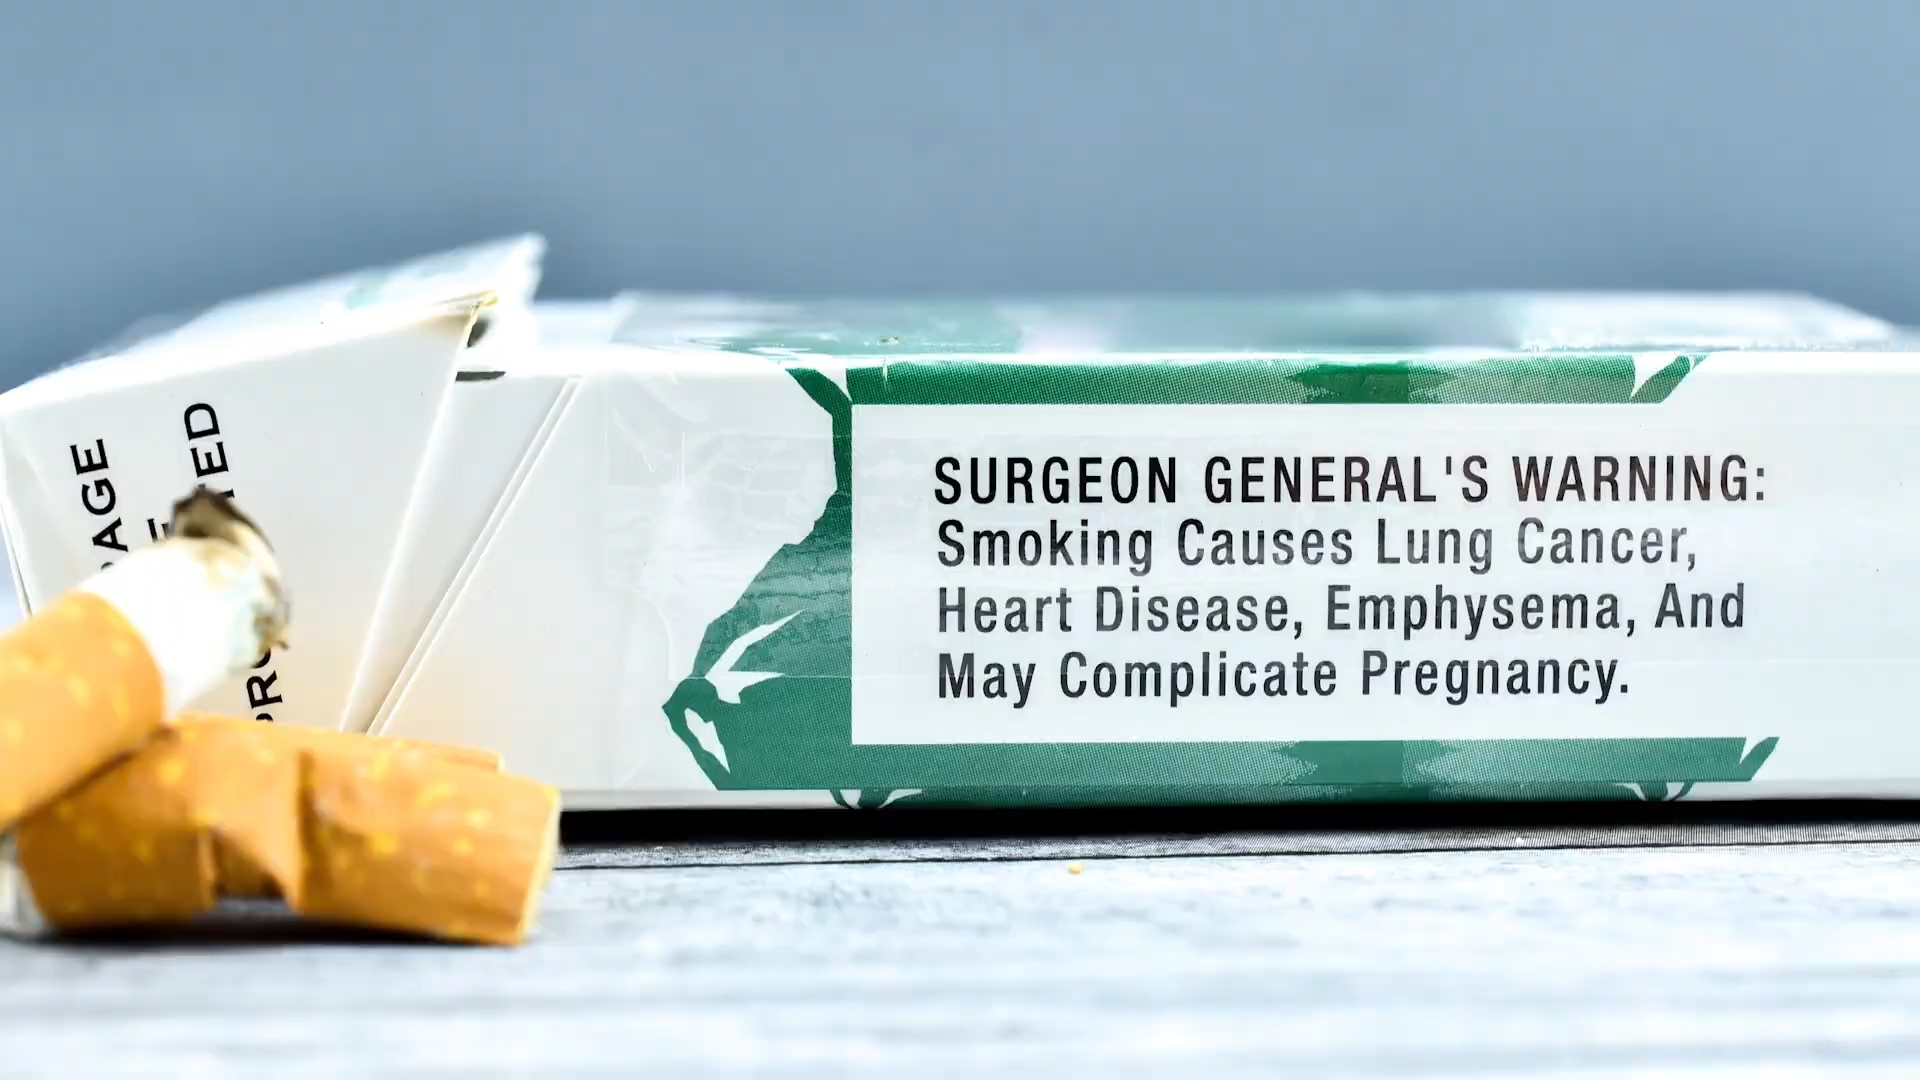 SURGEON GENERAL'S WARNING:
Smoking Causes Lung Cancer,
Heart Disease, Emphysema, And
May Complicate Pregnancy.